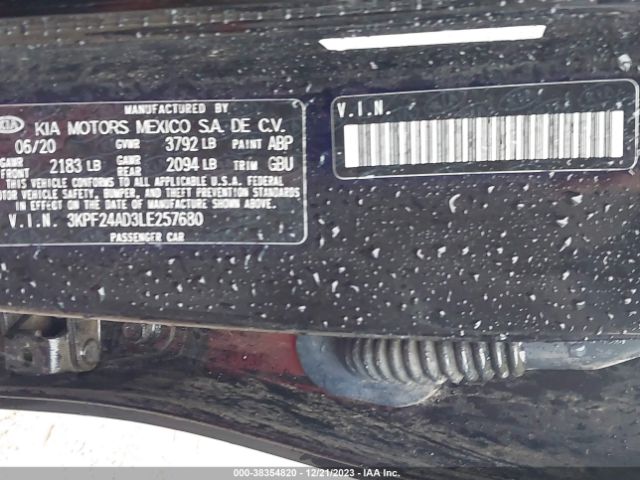 MANUFACTURED BY
KIA KIA MOTORS MEXICO S.A. DE C.V.
06/20 GVWR 3792 LB PAINT ABP
GAWR FRONT 2183 LB GAWR REAR 2094 LB TRIM GBU
THIS VEHICLE CONFORMS TO ALL APPLICABLE U.S.A. FEDERAL
MOTOR VEHICLE SAFETY, BUMPER, AND THEFT PREVENTION STANDARDS
IN EFFECT ON THE DATE OF MANUFACTURE SHOWN ABOVE.
V.I.N. 3KPF24AD3LE257680
PASSENGER CAR
V.I.N.
000-38354820 - 12/21/2023 - IAA Inc.